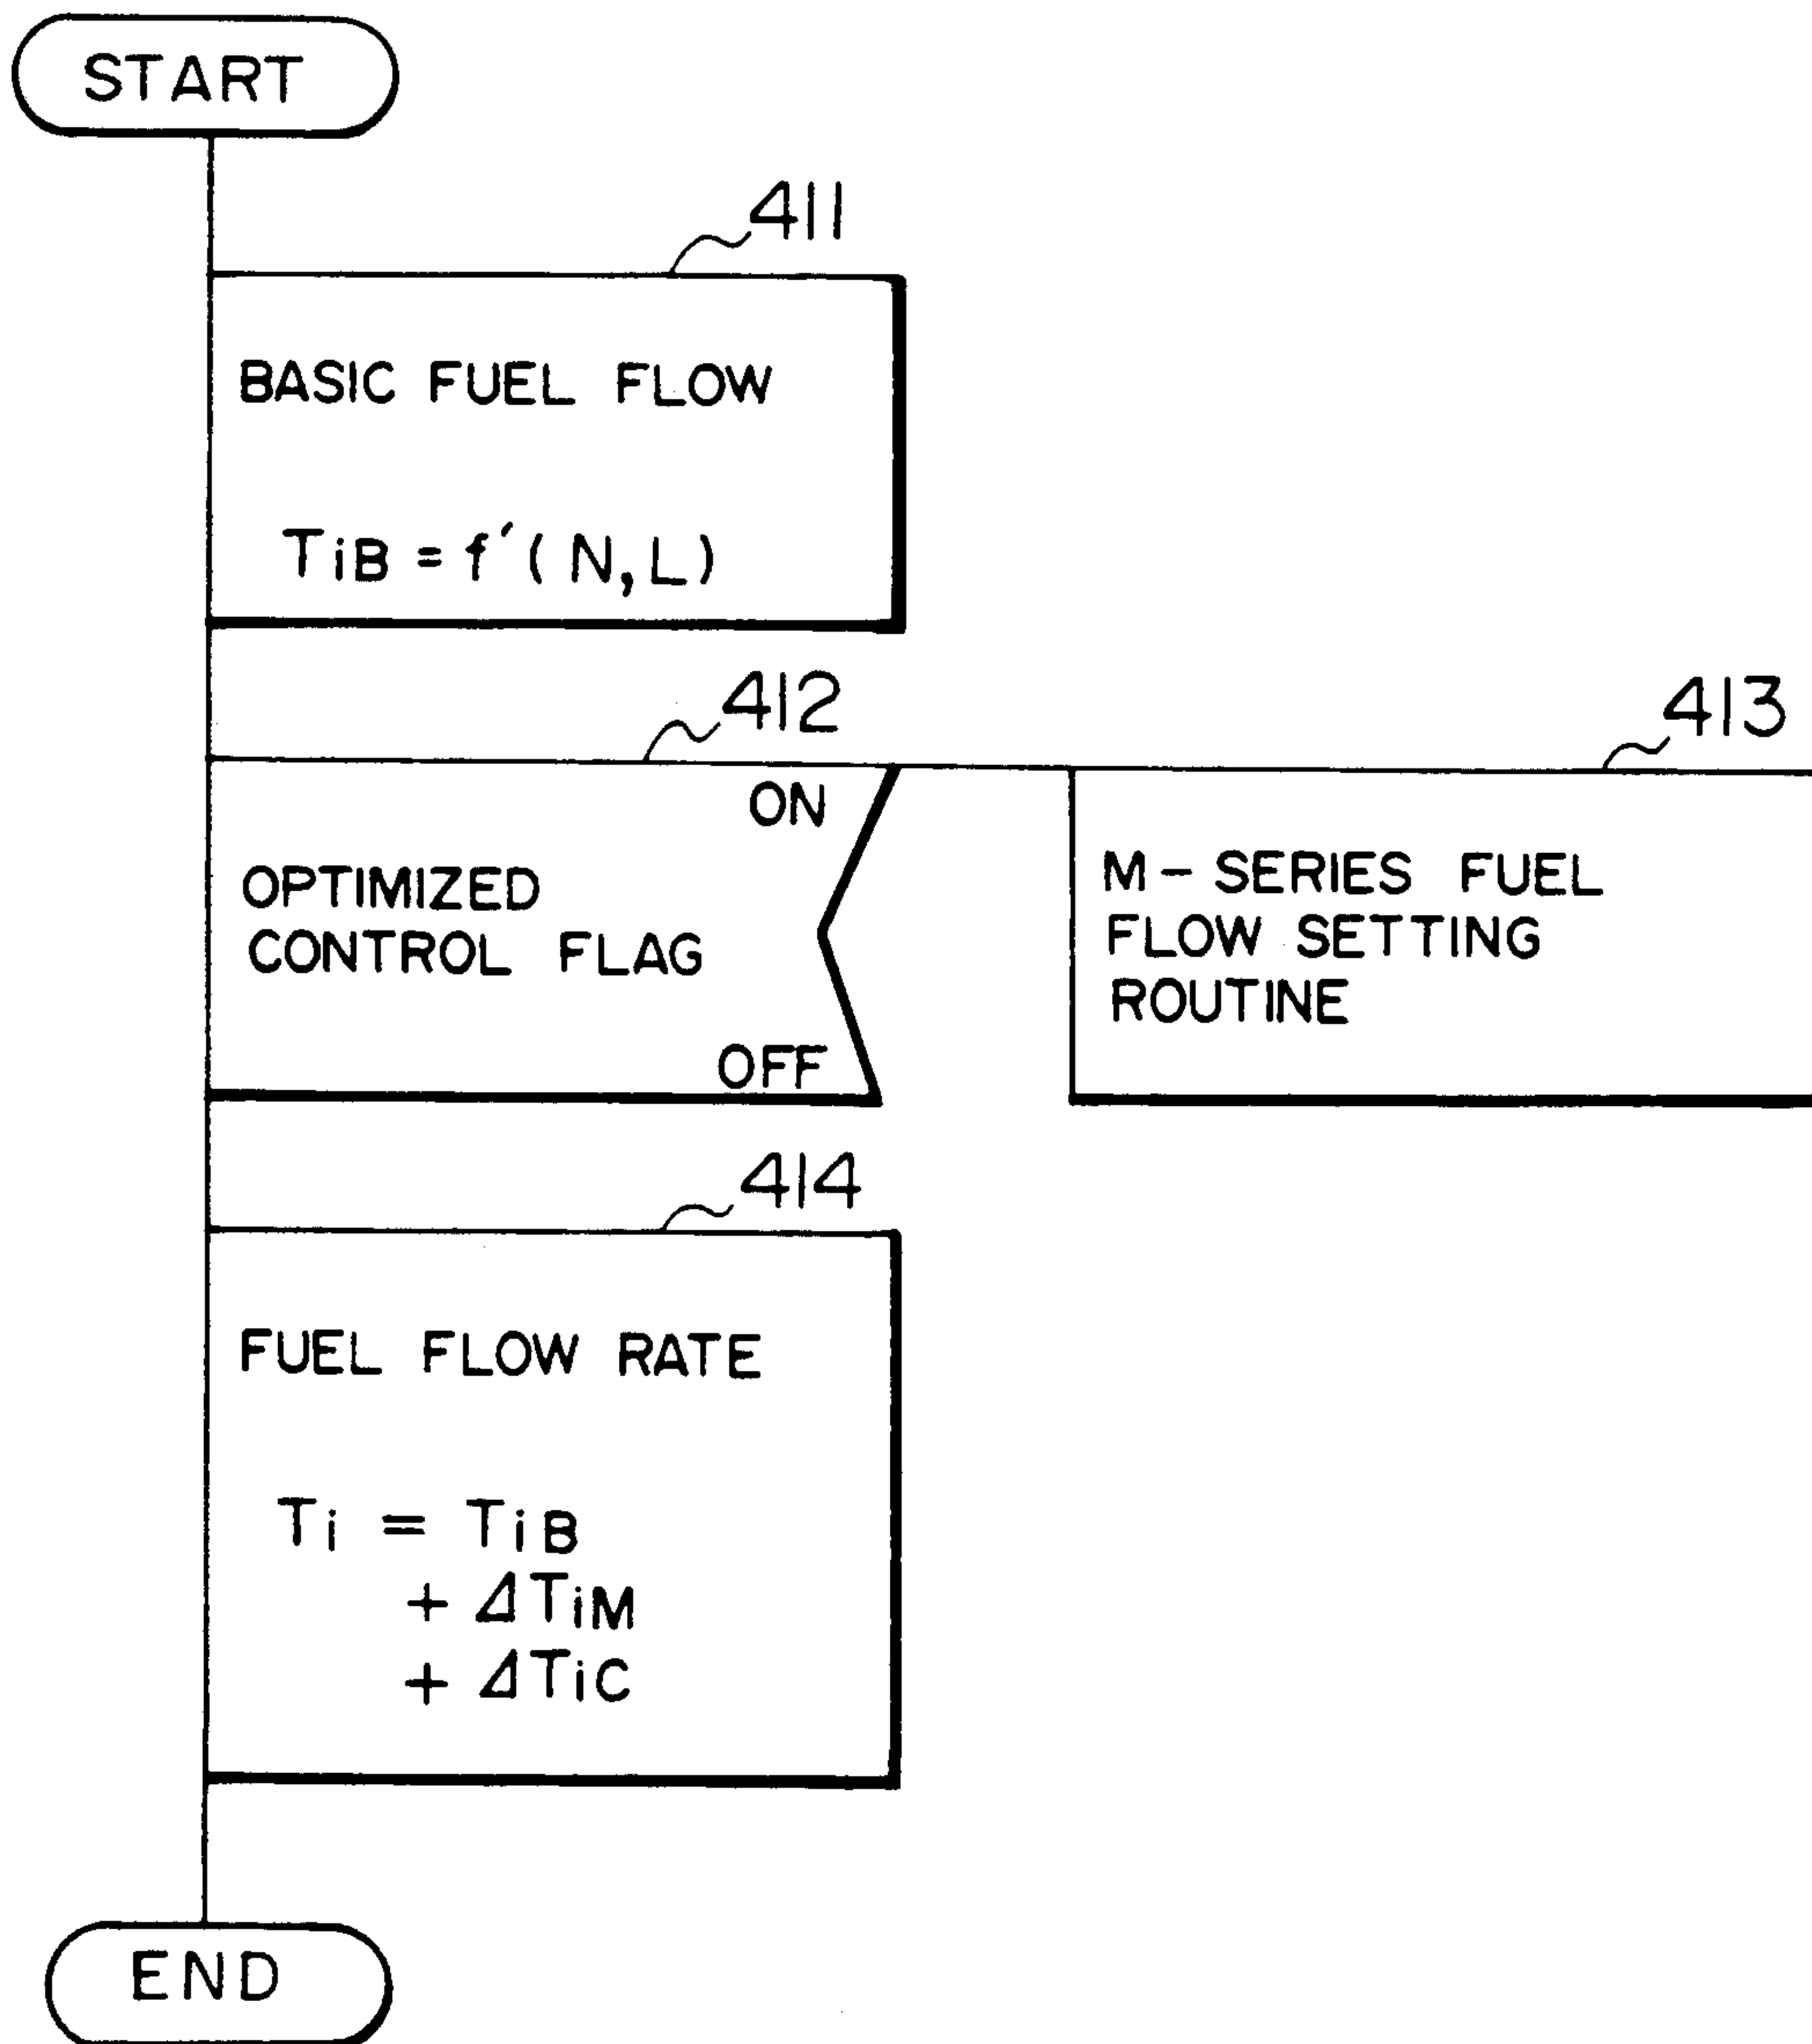 START
411
BASIC FUEL FLOW
TiB = f′(N,L)
412
413
ON
OPTIMIZED
CONTROL FLAG
OFF
M-SERIES FUEL
FLOW SETTING
ROUTINE
414
FUEL FLOW RATE
Ti = TiB
+ ΔTiM
+ ΔTiC
END